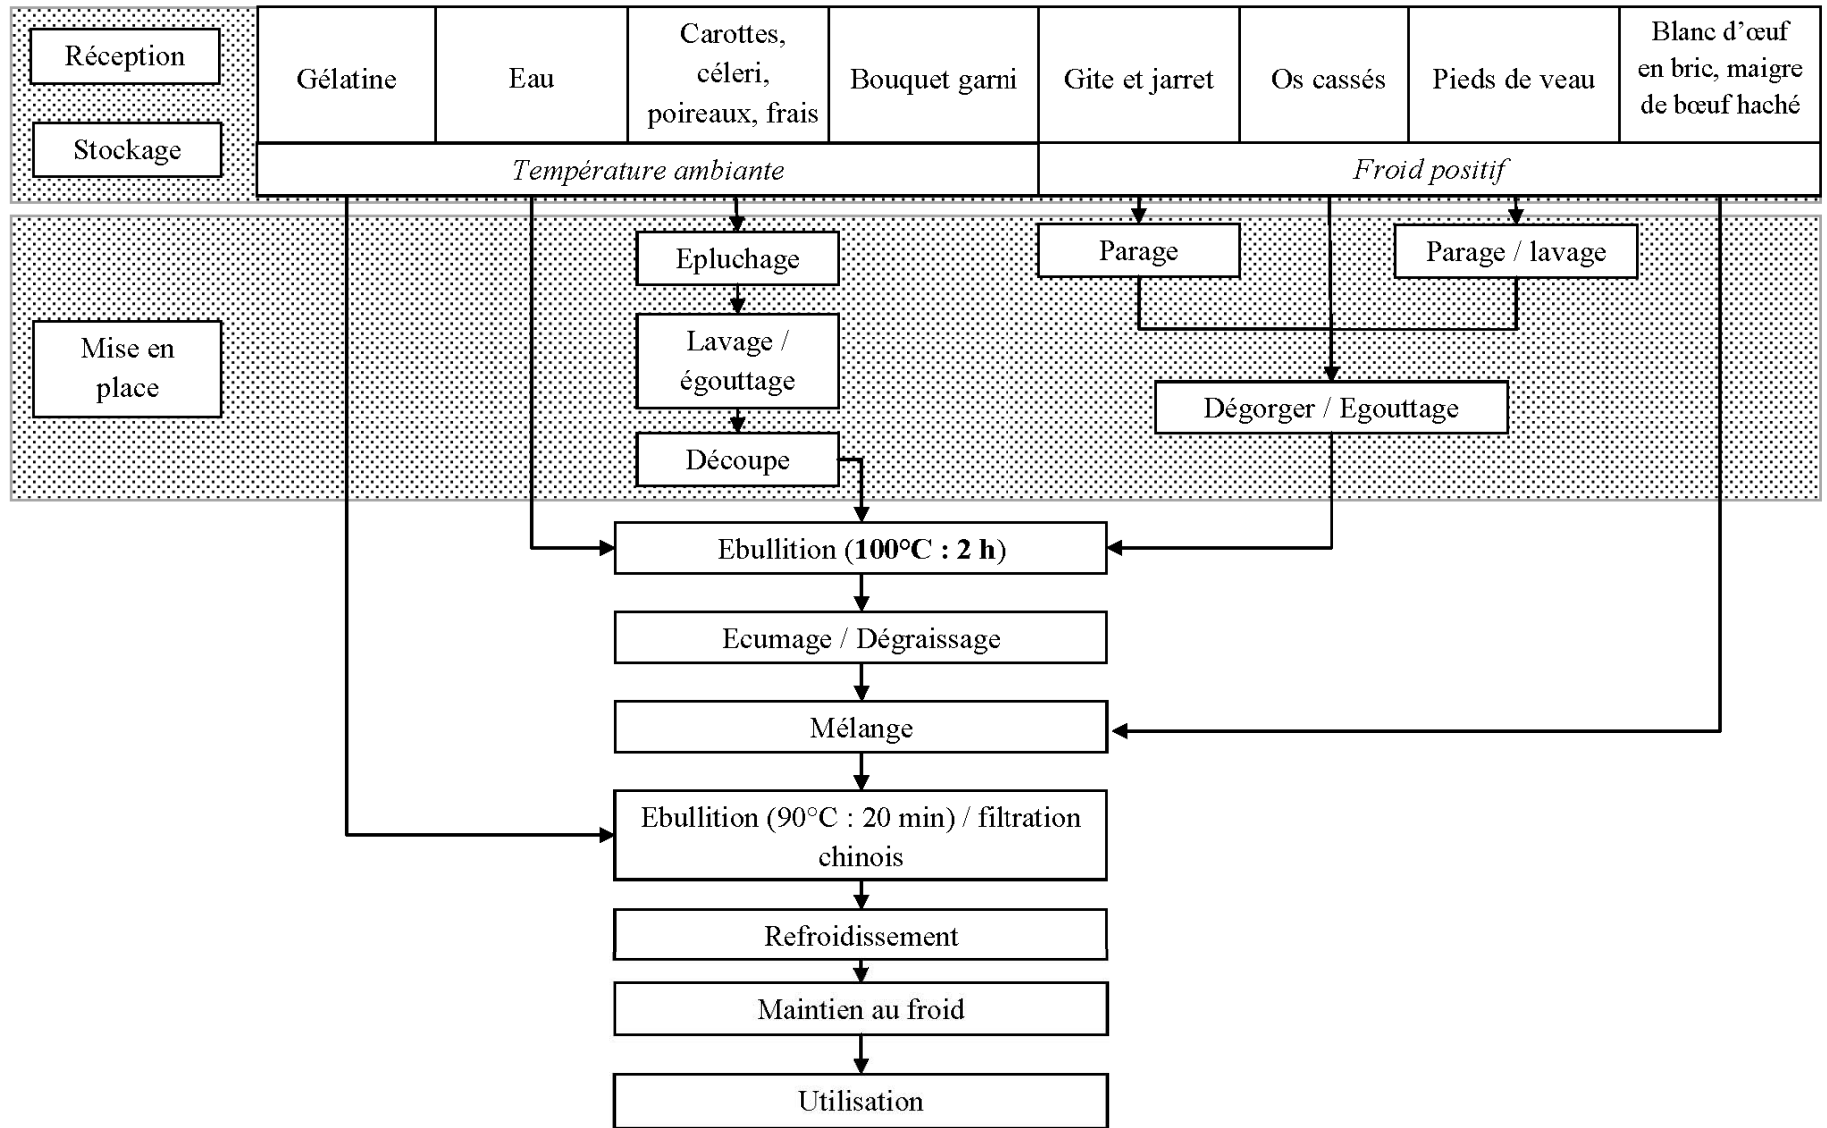 Réception
Stockage
Gélatine
Eau
Carottes,
céleri,
poireaux, frais
Bouquet garni
Gite et jarret
Os cassés
Pieds de veau
Blanc d'œuf
en bric, maigre
de bœuf haché
Température ambiante
Froid positif
Mise en
place
Epluchage
Lavage /
égouttage
Découpe
Parage
Parage / lavage
Dégorger / Egouttage
Ebullition (100°C : 2 h)
Ecumage / Dégraissage
Mélange
Ebullition (90°C : 20 min) / filtration
chinois
Refroidissement
Maintien au froid
Utilisation